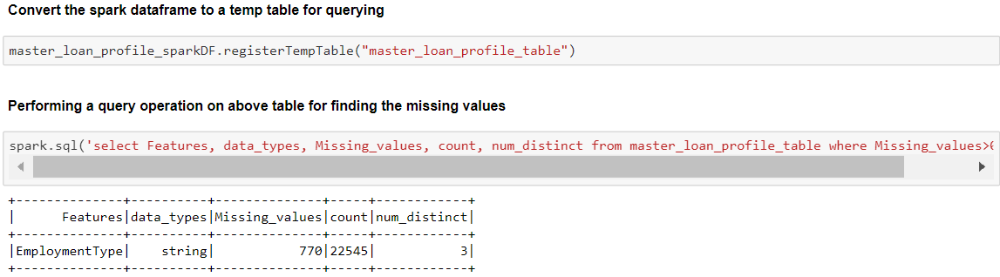 Convert the spark dataframe to a temp table for querying
master_loan_profile_sparkDF.registerTempTable("master_loan_profile_table")
Performing a query operation on above table for finding the missing values
spark.sql('select Features, data_types, Missing_values, count, num_distinct from master_loan_profile_table where Missing_values>
+--------------+----------+--------------+-----+------------+
|      Features|data_types|Missing_values|count|num_distinct|
+--------------+----------+--------------+-----+------------+
|EmploymentType|    string|           770|22545|           3|
+--------------+----------+--------------+-----+------------+